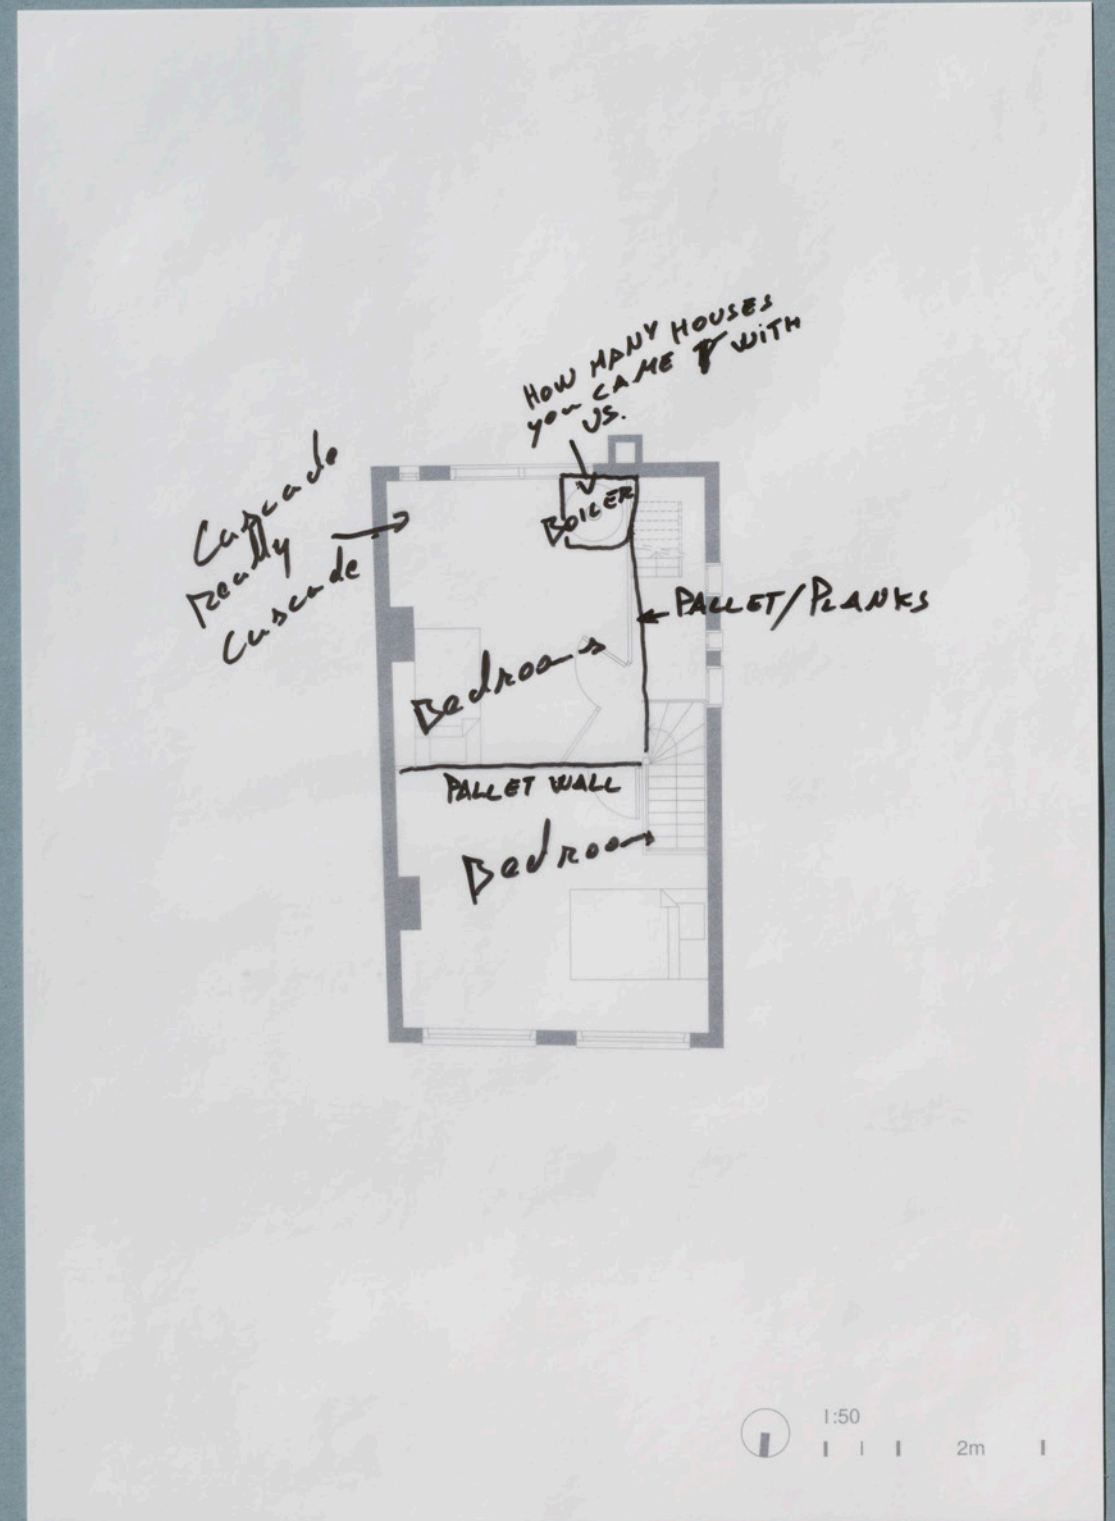 HOW MANY HOUSES
you CAME WITH
US.
Cascade
really
cascade
BOILER
PALLET/PLANKS
Bedroom
PALLET WALL
Bedroom
1:50
2m